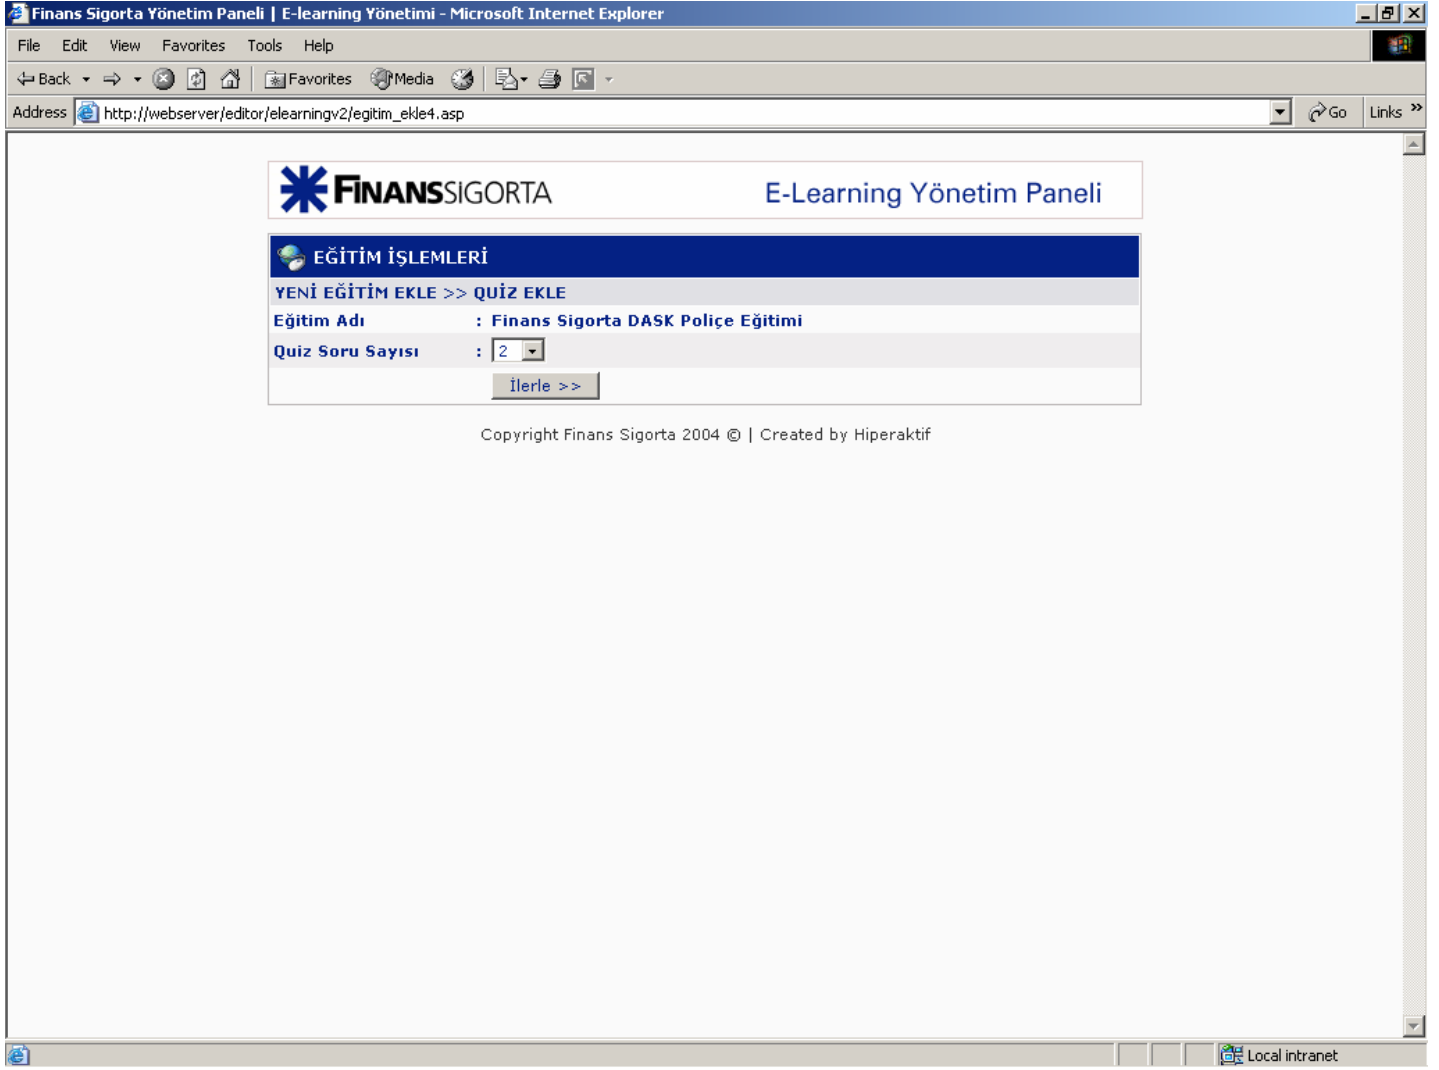 Finans Sigorta Yönetim Paneli | E-learning Yönetimi - Microsoft Internet Explorer
File Edit View Favorites Tools Help
Back Favorites Media
Address http://webserver/editor/elearningv2/egitim_ekle4.asp Go Links »
FİNANSSİGORTA E-Learning Yönetim Paneli
EĞİTİM İŞLEMLERİ
YENİ EĞİTİM EKLE >> QUİZ EKLE
Eğitim Adı : Finans Sigorta DASK Poliçe Eğitimi
Quiz Soru Sayısı : 2
İlerle >>
Copyright Finans Sigorta 2004 © | Created by Hiperaktif
Local intranet